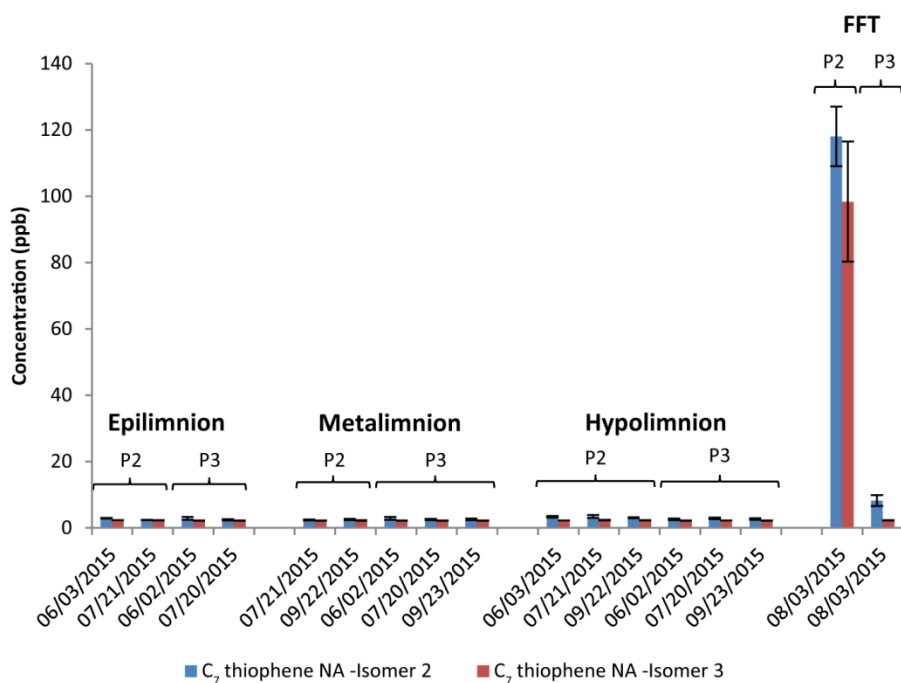 FFT
P2 P3
140
120
100
80
60
40
20
0
Concentration (ppb)
Epilimnion Metalimnion Hypolimnion
P2 P3 P2 P3 P2 P3
06/03/2015 07/21/2015 06/02/2015 07/20/2015 07/21/2015 09/22/2015 06/02/2015 07/20/2015 09/23/2015 06/03/2015 07/21/2015 09/22/2015 06/02/2015 07/20/2015 09/23/2015 08/03/2015 08/03/2015
C₇ thiophene NA -Isomer 2 C₇ thiophene NA -Isomer 3